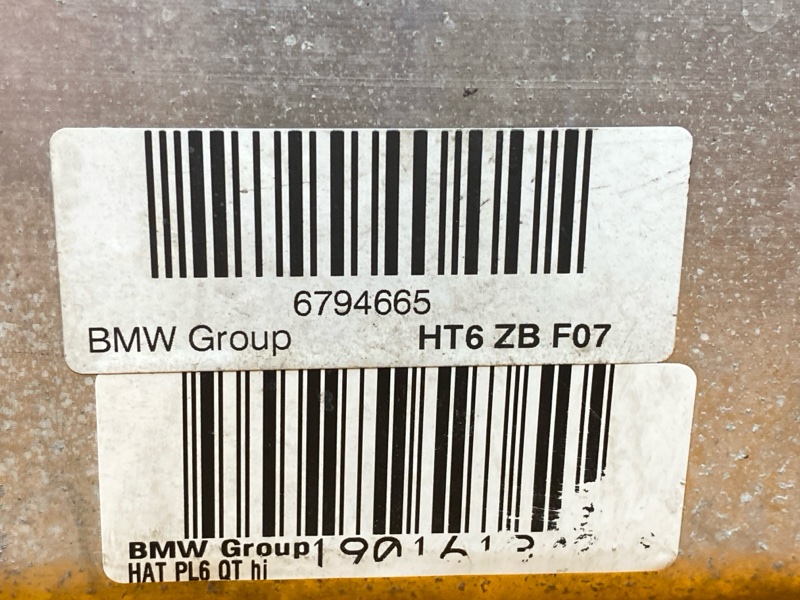 6794665
BMW Group HT6 ZB F07
BMW Group
HAT PL6 QT hi